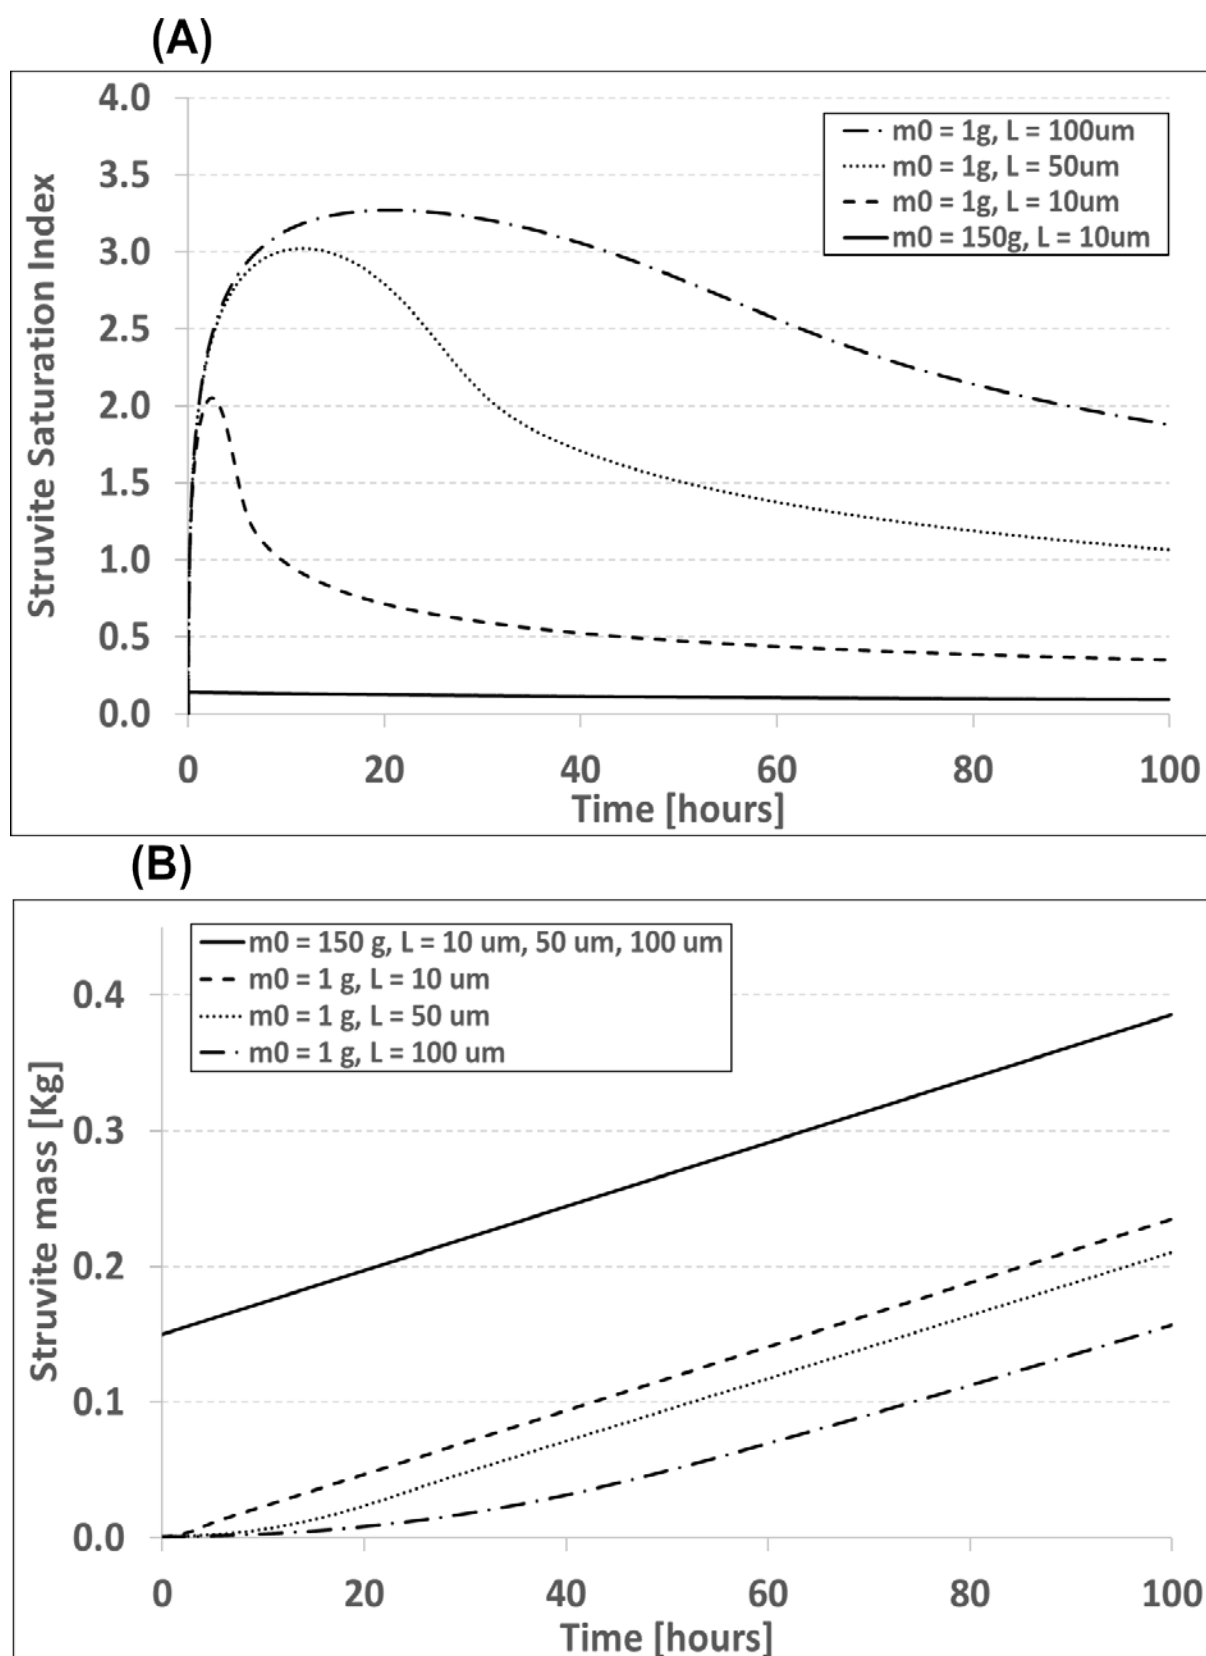 (A)
Struvite Saturation Index
4.0
3.5
3.0
2.5
2.0
1.5
1.0
0.5
0.0
m0 = 1g, L = 100um
m0 = 1g, L = 50um
m0 = 1g, L = 10um
m0 = 150g, L = 10um
0 20 40 60 80 100
Time [hours]
(B)
Struvite mass [Kg]
m0 = 150 g, L = 10 um, 50 um, 100 um
m0 = 1 g, L = 10 um
m0 = 1 g, L = 50 um
m0 = 1 g, L = 100 um
0.4
0.3
0.2
0.1
0.0
0 20 40 60 80 100
Time [hours]